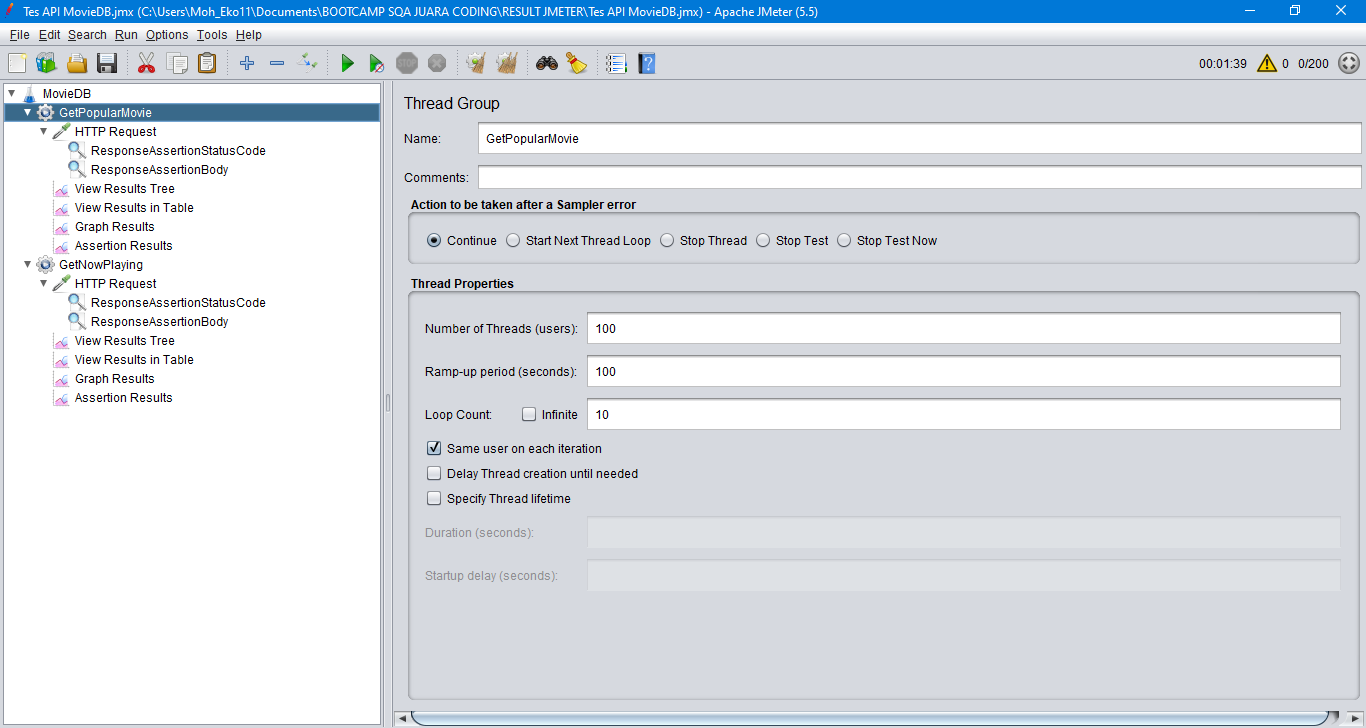 Tes API MovieDB.jmx (C:\Users\Moh_Eko11\Documents\BOOTCAMP SQA JUARA CODING\RESULT JMETER\Tes API MovieDB.jmx) - Apache JMeter (5.5)
File Edit Search Run Options Tools Help
STOP
00:01:39 0 0/200
MovieDB
GetPopularMovie
HTTP Request
ResponseAssertionStatusCode
ResponseAssertionBody
View Results Tree
View Results in Table
Graph Results
Assertion Results
GetNowPlaying
HTTP Request
ResponseAssertionStatusCode
ResponseAssertionBody
View Results Tree
View Results in Table
Graph Results
Assertion Results
Thread Group
Name: GetPopularMovie
Comments:
Action to be taken after a Sampler error
Continue Start Next Thread Loop Stop Thread Stop Test Stop Test Now
Thread Properties
Number of Threads (users): 100
Ramp-up period (seconds): 100
Loop Count: Infinite 10
Same user on each iteration
Delay Thread creation until needed
Specify Thread lifetime
Duration (seconds):
Startup delay (seconds):